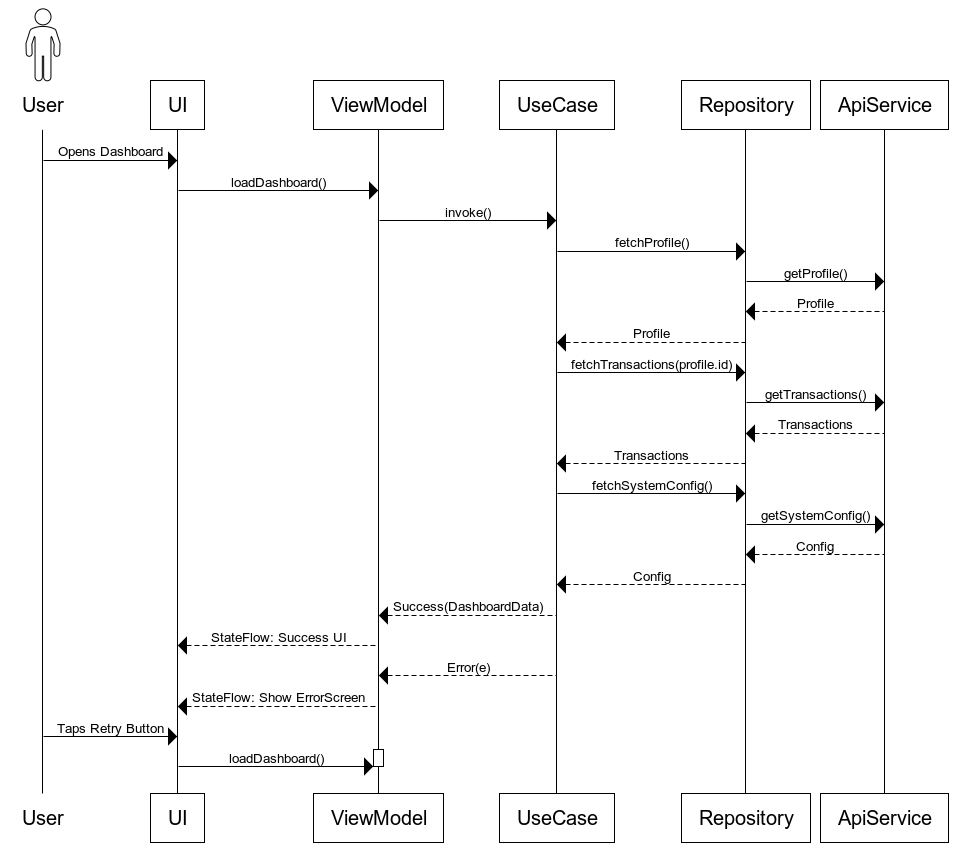 User
UI
ViewModel
UseCase
Repository
ApiService
Opens Dashboard
loadDashboard()
invoke()
fetchProfile()
getProfile()
Profile
Profile
fetchTransactions(profile.id)
getTransactions()
Transactions
Transactions
fetchSystemConfig()
getSystemConfig()
Config
Config
Success(DashboardData)
StateFlow: Success UI
Error(e)
StateFlow: Show ErrorScreen
Taps Retry Button
loadDashboard()
User
UI
ViewModel
UseCase
Repository
ApiService